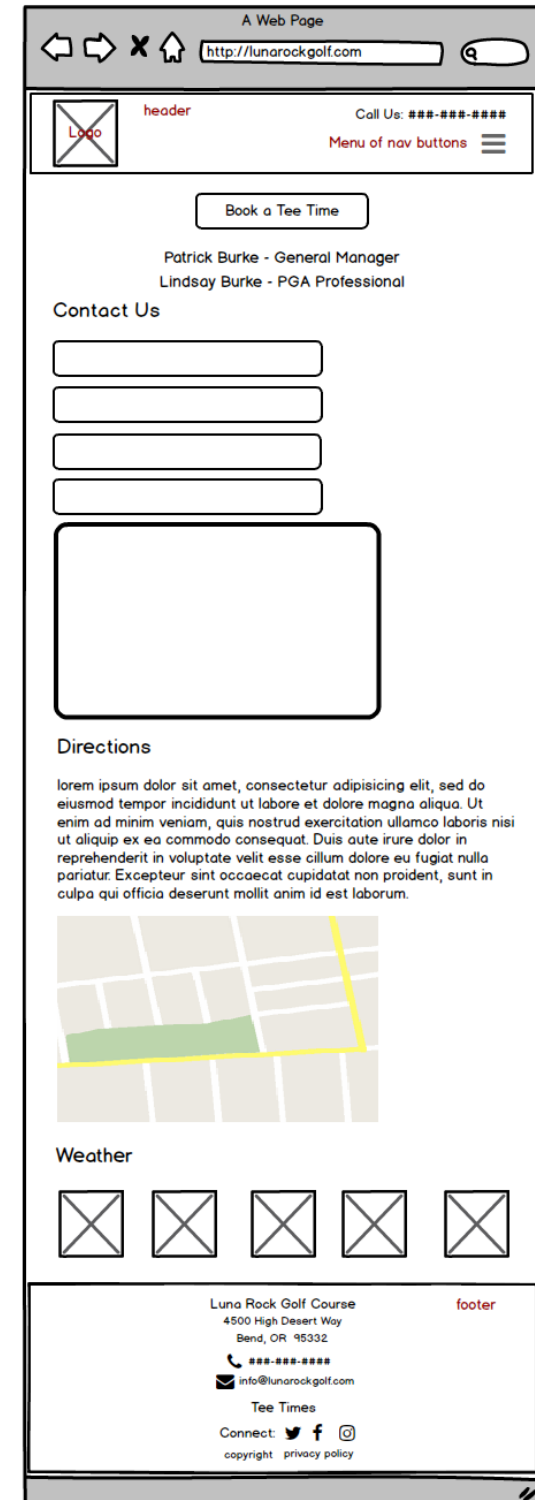 A Web Page
http://lunarockgolf.com
Logo
header
Call Us: ###-###-####
Menu of nav buttons
Book a Tee Time
Patrick Burke - General Manager
Lindsay Burke - PGA Professional
Contact Us
Directions
lorem ipsum dolor sit amet, consectetur adipisicing elit, sed do
eiusmod tempor incididunt ut labore et dolore magna aliqua. Ut
enim ad minim veniam, quis nostrud exercitation ullamco laboris nisi
ut aliquip ex ea commodo consequat. Duis aute irure dolor in
reprehenderit in voluptate velit esse cillum dolore eu fugiat nulla
pariatur. Excepteur sint occaecat cupidatat non proident, sunt in
culpa qui officia deserunt mollit anim id est laborum.
Weather
Luna Rock Golf Course
footer
4500 High Desert Way
Bend, OR 95332
###-###-####
info@lunarockgolf.com
Tee Times
Connect:
copyright privacy policy